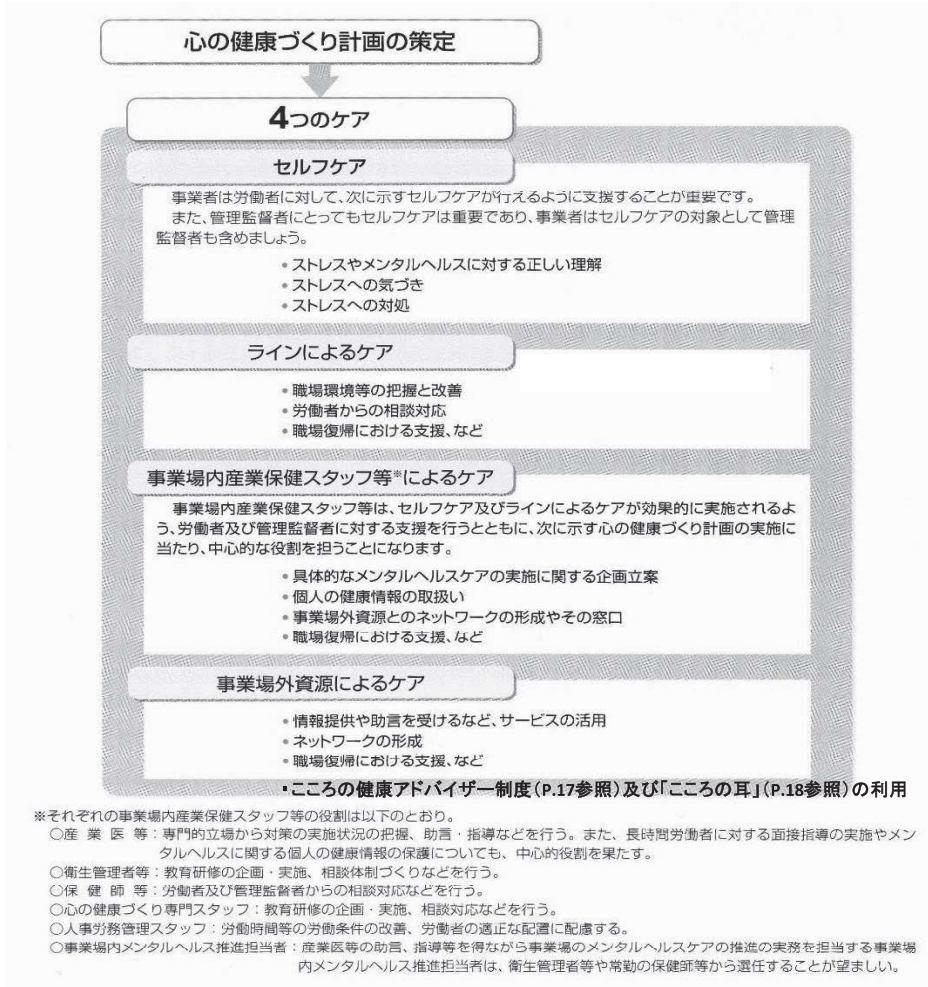 心の健康づくり計画の策定
4つのケア
セルフケア
事業者は労働者に対して、次に示すセルフケアが行えるように支援することが重要です。
また、管理監督者にとってもセルフケアは重要であり、事業者はセルフケアの対象として管理
監督者も含めましょう。
•ストレスやメンタルヘルスに対する正しい理解
•ストレスへの気づき
•ストレスへの対処
ラインによるケア
•職場環境等の把握と改善
•労働者からの相談対応
•職場復帰における支援、など
事業場内産業保健スタッフ等※によるケア
事業場内産業保健スタッフ等は、セルフケア及びラインによるケアが効果的に実施されるよ
う、労働者及び管理監督者に対する支援を行うとともに、次に示す心の健康づくり計画の実施に
当たり、中心的な役割を担うことになります。
•具体的なメンタルヘルスケアの実施に関する企画立案
•個人の健康情報の取扱い
•事業場外資源とのネットワークの形成やその窓口
•職場復帰における支援、など
事業場外資源によるケア
•情報提供や助言を受けるなど、サービスの活用
•ネットワークの形成
•職場復帰における支援、など
▪こころの健康アドバイザー制度(P.17参照)及び「こころの耳」(P.18参照)の利用
※それぞれの事業場内産業保健スタッフ等の役割は以下のとおり。
○産業医等：専門的立場から対策の実施状況の把握、助言・指導などを行う。また、長時間労働者に対する面接指導の実施やメン
タルヘルスに関する個人の健康情報の保護についても、中心的役割を果たす。
○衛生管理者等：教育研修の企画・実施、相談体制づくりなどを行う。
○保健師等：労働者及び管理監督者からの相談対応などを行う。
○心の健康づくり専門スタッフ：教育研修の企画・実施、相談対応などを行う。
○人事労務管理スタッフ：労働時間等の労働条件の改善、労働者の適正な配置に配慮する。
○事業場内メンタルヘルス推進担当者：産業医等の助言、指導等を得ながら事業場のメンタルヘルスケアの推進の実務を担当する事業場
内メンタルヘルス推進担当者は、衛生管理者等や常勤の保健師等から選任することが望ましい。